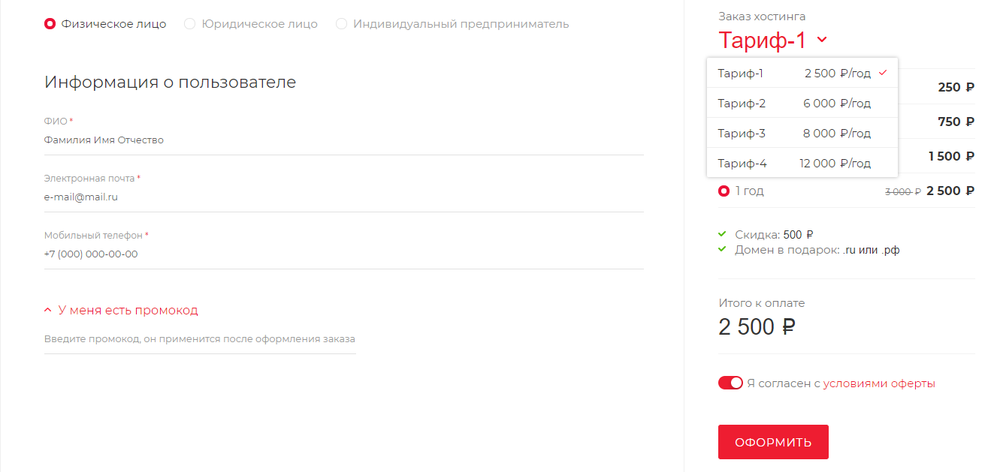 Физическое лицо
Юридическое лицо
Индивидуальный предприниматель
Информация о пользователе
ФИО *
Фамилия Имя Отчество
Электронная почта *
e-mail@mail.ru
Мобильный телефон *
+7 (000) 000-00-00
У меня есть промокод
Введите промокод, он применится после оформления заказа
Заказ хостинга
Тариф-1
Тариф-1 2 500 ₽/год
Тариф-2 6 000 ₽/год
Тариф-3 8 000 ₽/год
Тариф-4 12 000 ₽/год
250 ₽
750 ₽
1 500 ₽
1 год 3 000 ₽ 2 500 ₽
Скидка: 500 ₽
Домен в подарок: .ru или .рф
Итого к оплате
2 500 ₽
Я согласен с условиями оферты
ОФОРМИТЬ